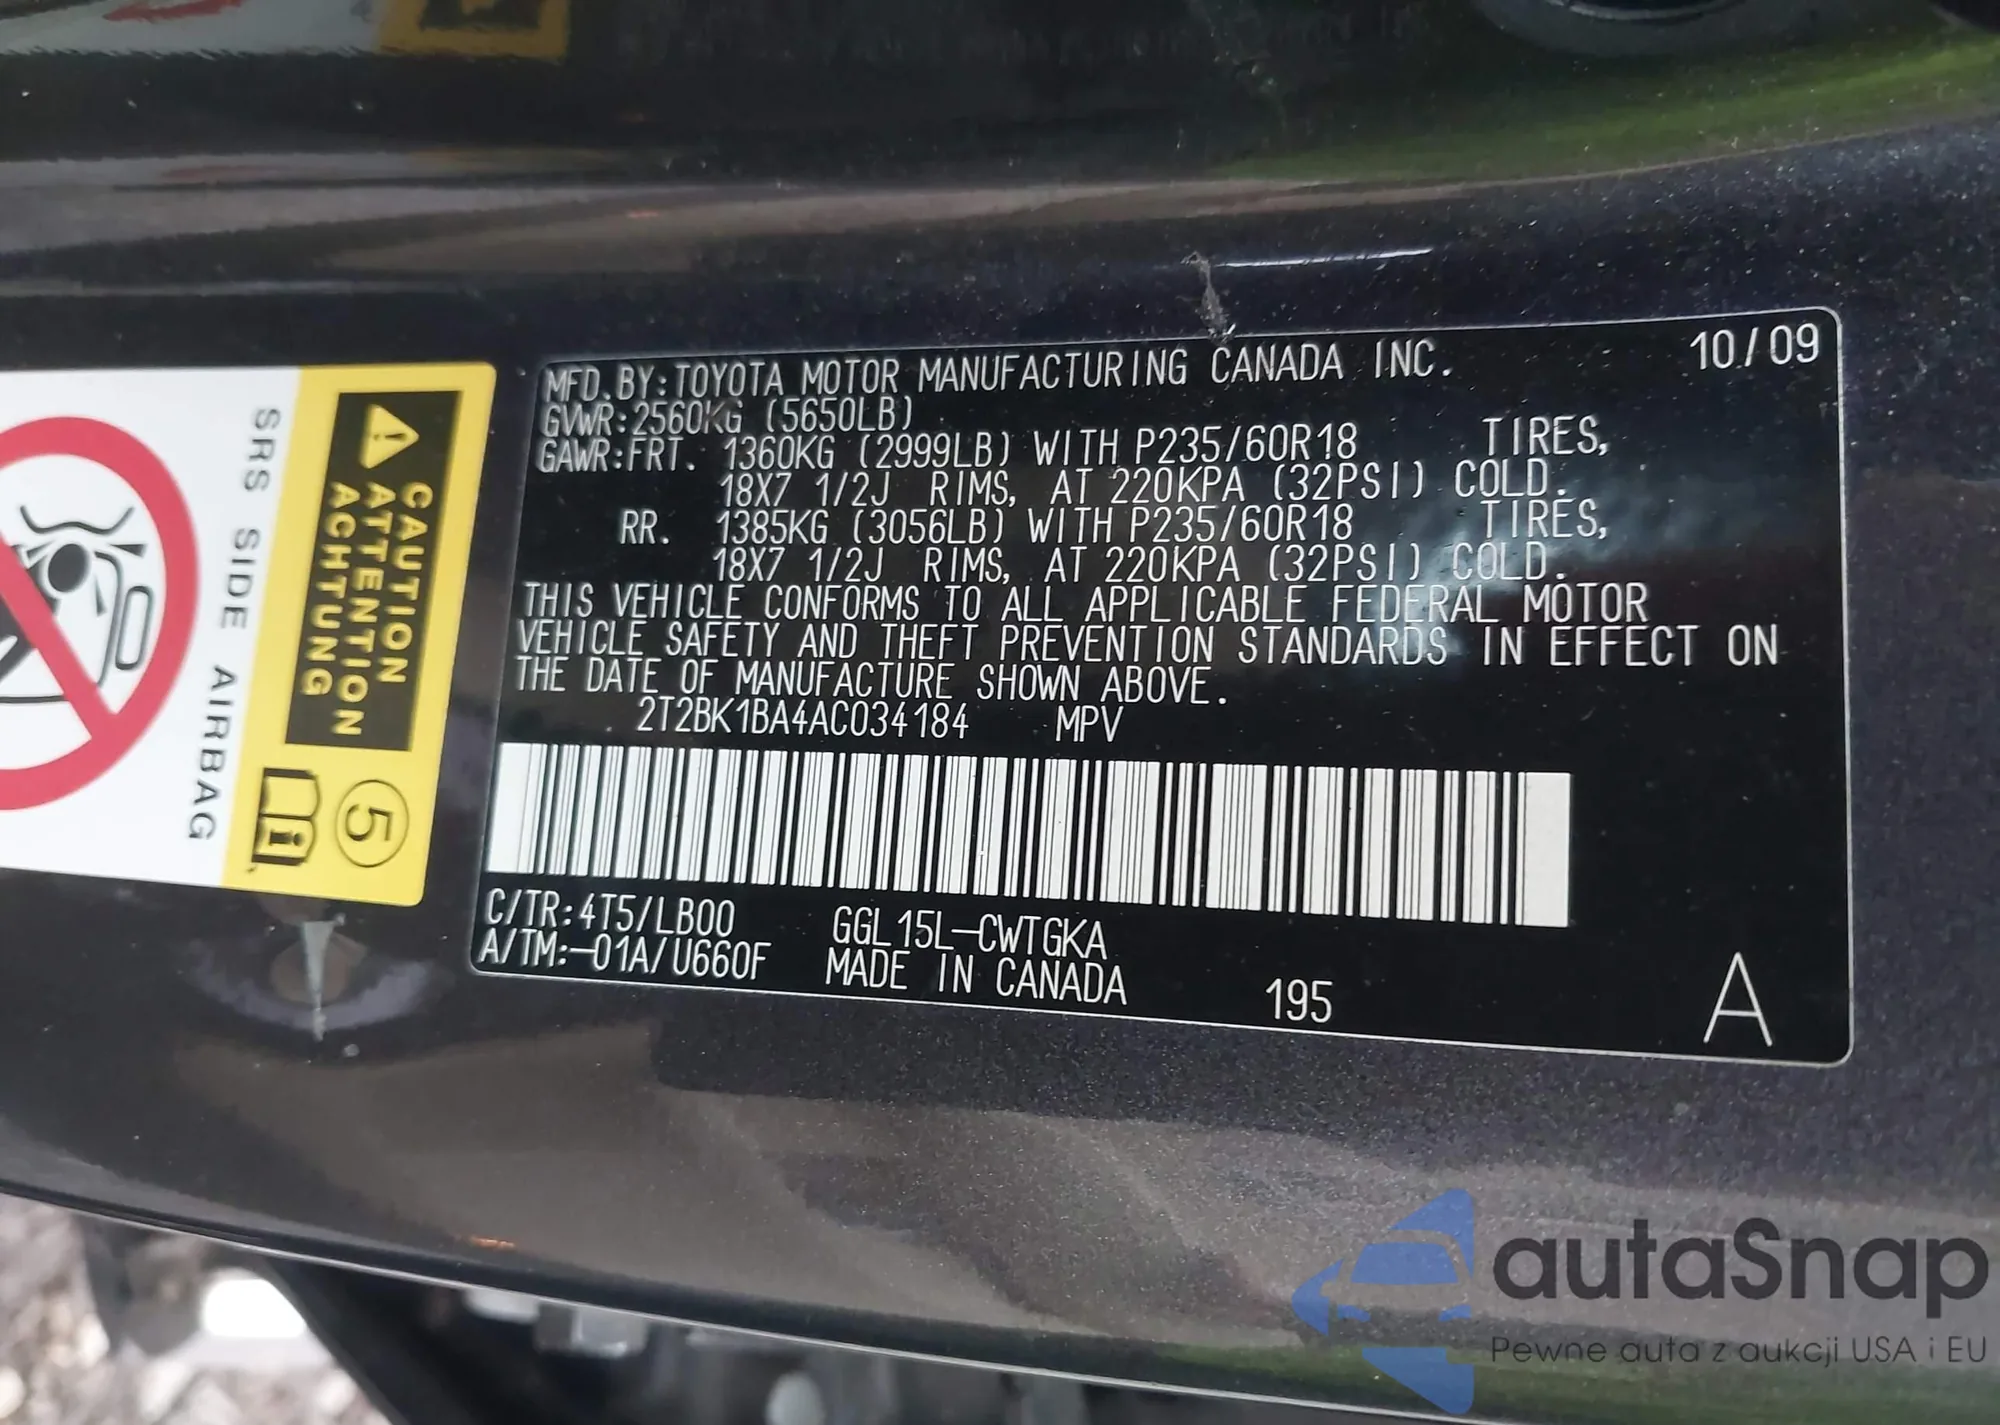 MFD.BY:TOYOTA MOTOR MANUFACTURING CANADA INC. 10/09
GVWR:2560KG (5650LB)
GAWR:FRT. 1360KG (2999LB) WITH P235/60R18 TIRES,
18X7 1/2J RIMS, AT 220KPA (32PSI) COLD.
RR. 1385KG (3056LB) WITH P235/60R18 TIRES,
18X7 1/2J RIMS, AT 220KPA (32PSI) COLD.
THIS VEHICLE CONFORMS TO ALL APPLICABLE FEDERAL MOTOR
VEHICLE SAFETY AND THEFT PREVENTION STANDARDS IN EFFECT ON
THE DATE OF MANUFACTURE SHOWN ABOVE.
2T2BK1BA4AC034184 MPV
C/TR:4T5/LB00 GGL15L-CWTGKA
A/TM:-01A/U660F MADE IN CANADA 195 A
CAUTION
ATTENTION
ACHTUNG
5
i
SRS SIDE AIRBAG
autaSnap
Pewne auta z aukcji USA i EU